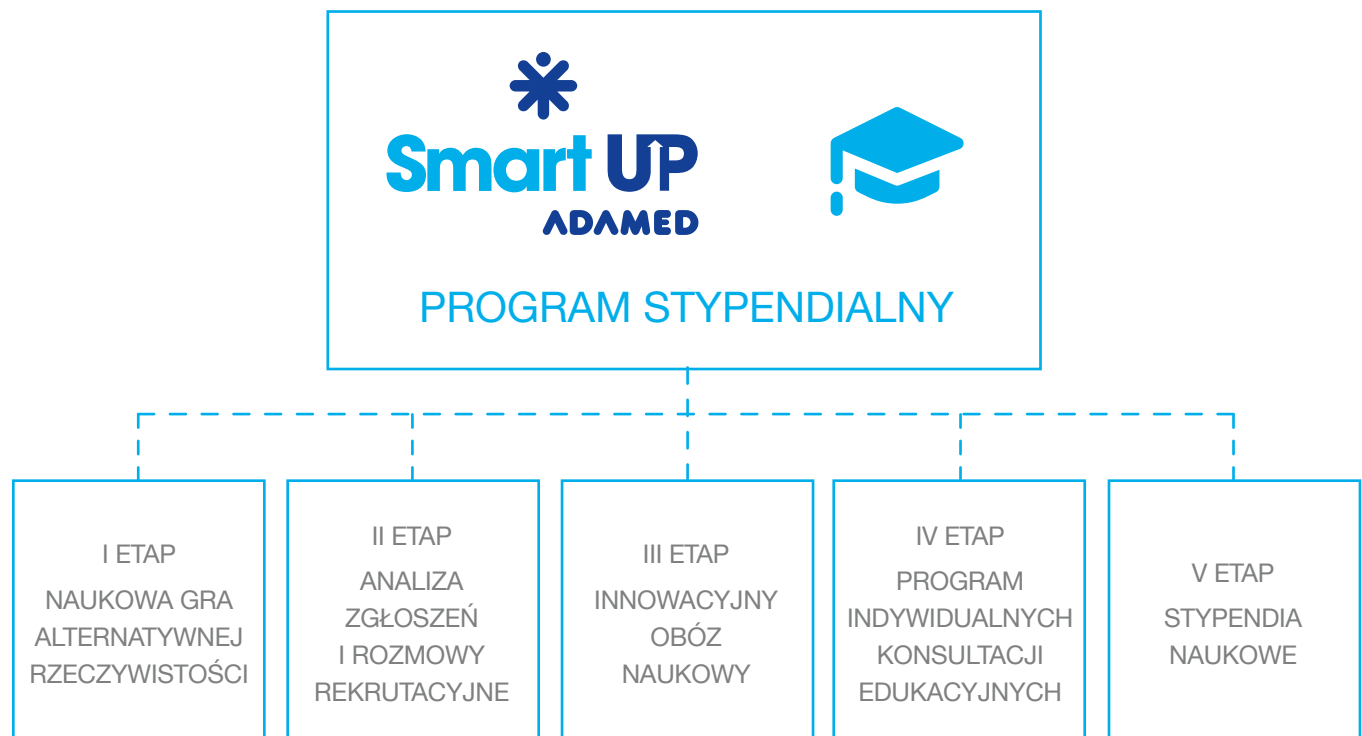 Smart UP
ADAMED
PROGRAM STYPENDIALNY
I ETAP
NAUKOWA GRA
ALTERNATYWNEJ
RZECZYWISTOŚCI
II ETAP
ANALIZA
ZGŁOSZEŃ
I ROZMOWY
REKRUTACYJNE
III ETAP
INNOWACYJNY
OBÓZ
NAUKOWY
IV ETAP
PROGRAM
INDYWIDUALNYCH
KONSULTACJI
EDUKACYJNYCH
V ETAP
STYPENDIA
NAUKOWE